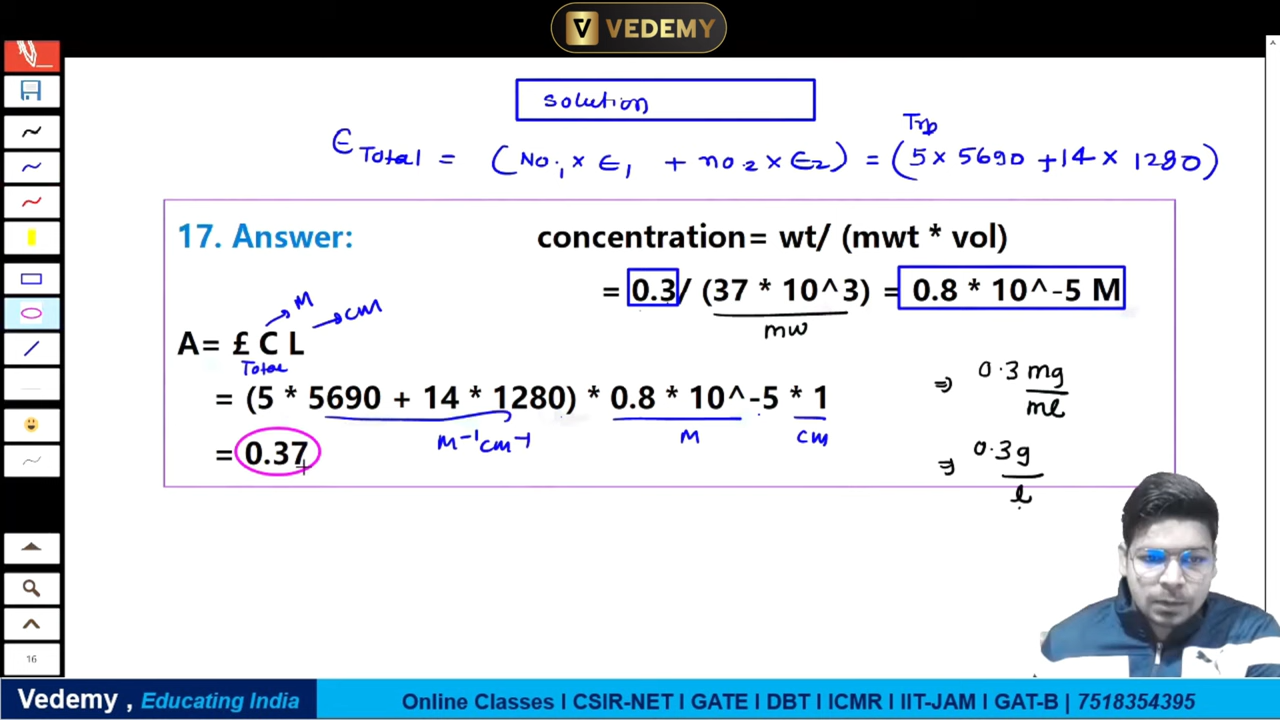 VEDEMY
solution
Trp
ϵ Total = (No.₁ × ϵ₁ + no.₂ × ϵ₂) = (5 × 5690 + 14 × 1280)
17. Answer:
concentration= wt/ (mwt * vol)
= 0.3/ (37 * 10^3) = 0.8 * 10^-5 M
mw
M
cm
A= £ C L
Total
= (5 * 5690 + 14 * 1280) * 0.8 * 10^-5 * 1
M⁻¹cm⁻¹ M cm
= 0.37
⇒ 0.3 mg
ml
⇒ 0.3g
l
16
Vedemy , Educating India
Online Classes I CSIR-NET I GATE I DBT I ICMR I IIT-JAM I GAT-B | 7518354395